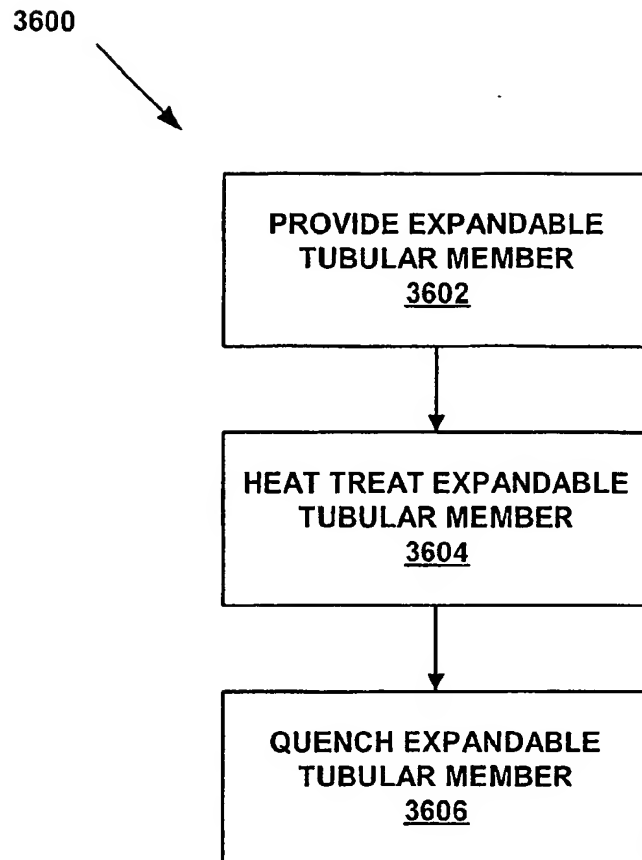 3600
PROVIDE EXPANDABLE
TUBULAR MEMBER
3602
HEAT TREAT EXPANDABLE
TUBULAR MEMBER
3604
QUENCH EXPANDABLE
TUBULAR MEMBER
3606